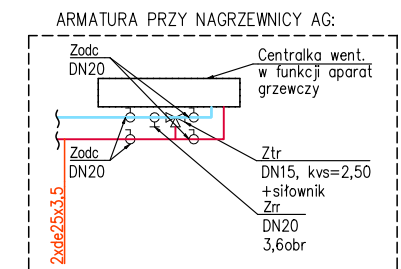 ARMATURA PRZY NAGRZEWNICY AG:
Zodc
DN20
Centralka went.
w funkcji aparat
grzewczy
Zodc
DN20
Ztr
DN15, kvs=2,50
+siłownik
Zrr
DN20
3,6obr
2xde25x3.5